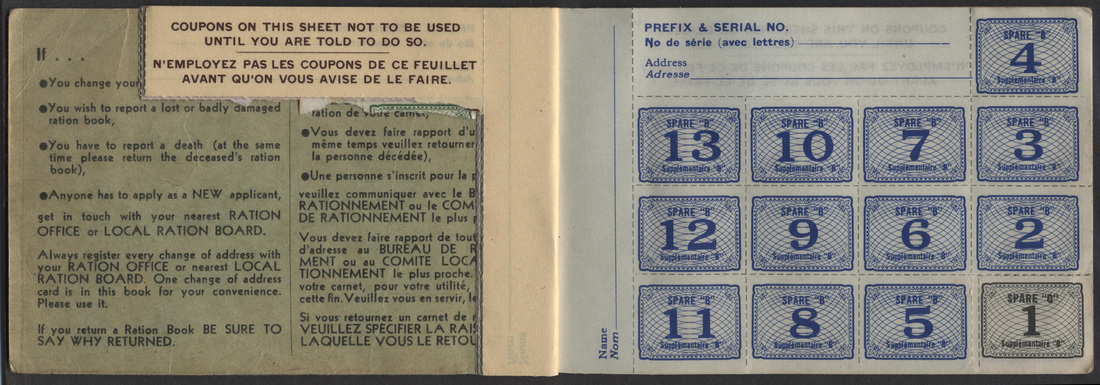 COUPONS ON THIS SHEET NOT TO BE USED
UNTIL YOU ARE TOLD TO DO SO.
N'EMPLOYEZ PAS LES COUPONS DE CE FEUILLET
AVANT QU'ON VOUS AVISE DE LE FAIRE.
If . . .
●You change your
●You wish to report a lost or badly damaged
ration book,
●You have to report a death (at the same
time please return the deceased's ration
book),
●Anyone has to apply as a NEW applicant,
get in touch with your nearest RATION
OFFICE or LOCAL RATION BOARD.
Always register every change of address with
your RATION OFFICE or nearest LOCAL
RATION BOARD. One change of address
card is in this book for your convenience.
Please use it.
If you return a Ration Book BE SURE TO
SAY WHY RETURNED.
ration de votre carnet,
●Vous devez faire rapport d'u
même temps veuillez retourner
la personne décédée),
●Une personne s'inscrit pour la p
veuillez communiquer avec le B
RATIONNEMENT ou le COM
DE RATIONNEMENT le plus p
Vous devez faire rapport de tout
d'adresse au BUREAU DE R
MENT ou au COMITE LOCA
TIONNEMENT le plus proche.
votre carnet, pour votre utilité,
cette fin. Veuillez vous en servir, le
Si vous retournez un carnet de r
VEUILLEZ SPÉCIFIER LA RAIS
LAQUELLE VOUS LE RETOU
Name
Nom
PREFIX & SERIAL NO.
No de série (avec lettres)
Address
Adresse
SPARE "B"
4
Supplémentaire "B"
SPARE "B"
13
Supplémentaire "B"
SPARE "B"
10
Supplémentaire "B"
SPARE "B"
7
Supplémentaire "B"
SPARE "B"
3
Supplémentaire "B"
SPARE "B"
12
Supplémentaire "B"
SPARE "B"
9
Supplémentaire "B"
SPARE "B"
6
Supplémentaire "B"
SPARE "B"
2
Supplémentaire "B"
SPARE "B"
11
Supplémentaire "B"
SPARE "B"
8
Supplémentaire "B"
SPARE "B"
5
Supplémentaire "B"
SPARE
1
Supplémentaire